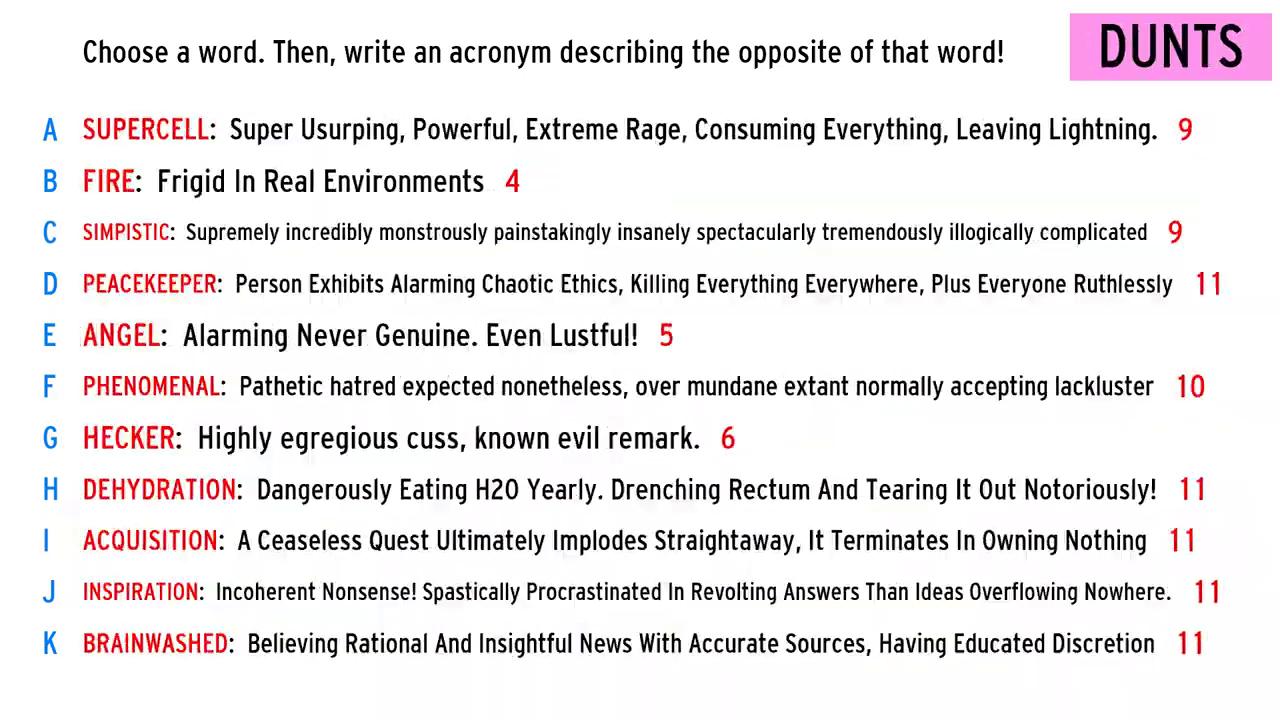 Choose a word. Then, write an acronym describing the opposite of that word!
DUNTS
A SUPERCELL: Super Usurping, Powerful, Extreme Rage, Consuming Everything, Leaving Lightning. 9
B FIRE: Frigid In Real Environments 4
C SIMPISTIC: Supremely incredibly monstrously painstakingly insanely spectacularly tremendously illogically complicated 9
D PEACEKEEPER: Person Exhibits Alarming Chaotic Ethics, Killing Everything Everywhere, Plus Everyone Ruthlessly 11
E ANGEL: Alarming Never Genuine. Even Lustful! 5
F PHENOMENAL: Pathetic hatred expected nonetheless, over mundane extant normally accepting lackluster 10
G HECKER: Highly egregious cuss, known evil remark. 6
H DEHYDRATION: Dangerously Eating H20 Yearly. Drenching Rectum And Tearing It Out Notoriously! 11
I ACQUISITION: A Ceaseless Quest Ultimately Implodes Straightaway, It Terminates In Owning Nothing 11
J INSPIRATION: Incoherent Nonsense! Spastically Procrastinated In Revolting Answers Than Ideas Overflowing Nowhere. 11
K BRAINWASHED: Believing Rational And Insightful News With Accurate Sources, Having Educated Discretion 11